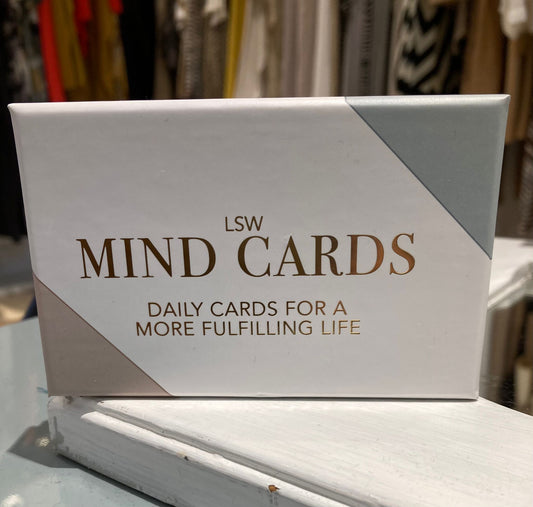 LSW
MIND CARDS
DAILY CARDS FOR A
MORE FULFILLING LIFE